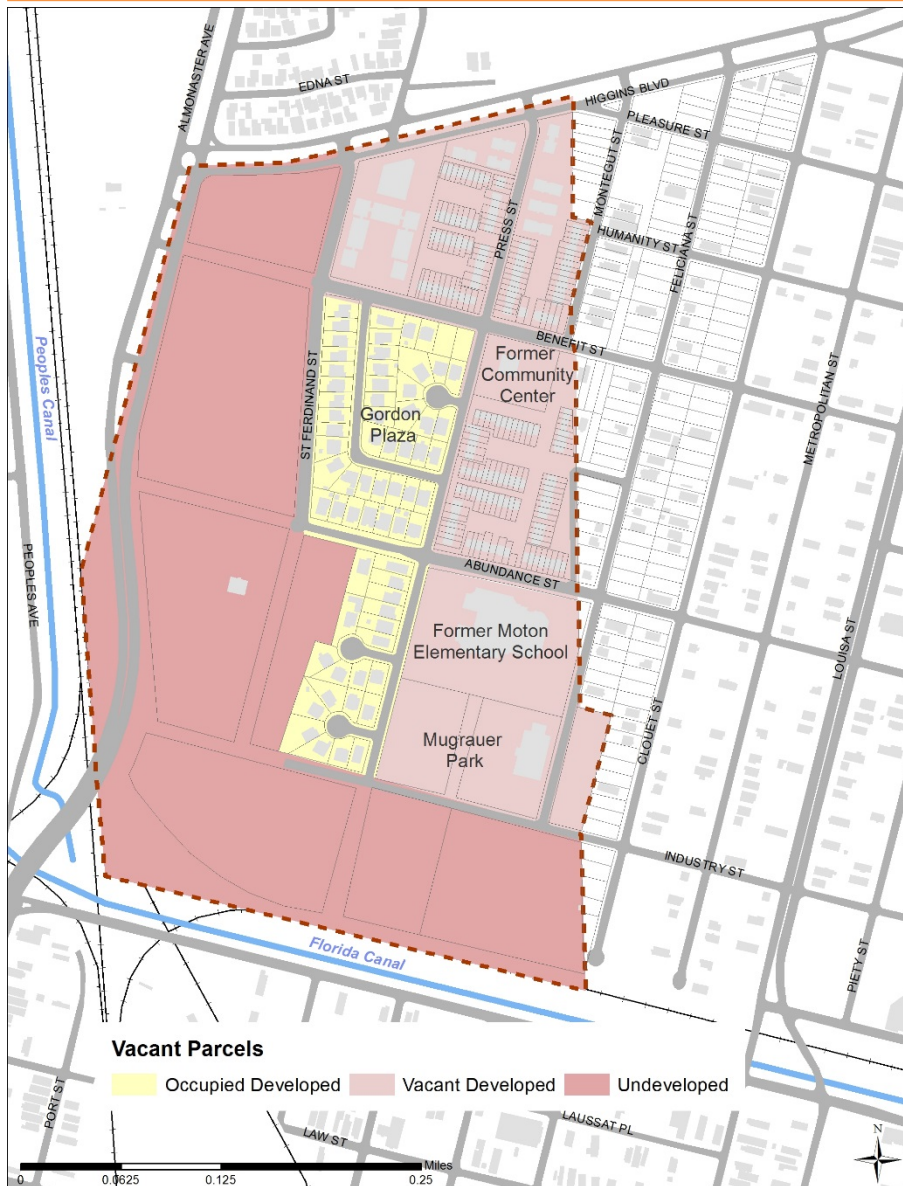 ALMONASTER AVE
EDNA ST
HIGGINS BLVD
PLEASURE ST
MONTEGUT ST
PRESS ST
HUMANITY ST
FELICIANA ST
Peoples Canal
ST FERDINAND ST
BENEFIT ST
Former
Community
Center
Gordon
Plaza
METROPOLITAN ST
PEOPLES AVE
ABUNDANCE ST
Former Moton
Elementary School
LOUISA ST
CLOUET ST
Mugrauer
Park
INDUSTRY ST
Florida Canal
PIETY ST
Vacant Parcels
Occupied Developed
Vacant Developed
Undeveloped
PORT ST
LAW ST
LAUSSAT PL
N
Miles
0
0.0625
0.125
0.25